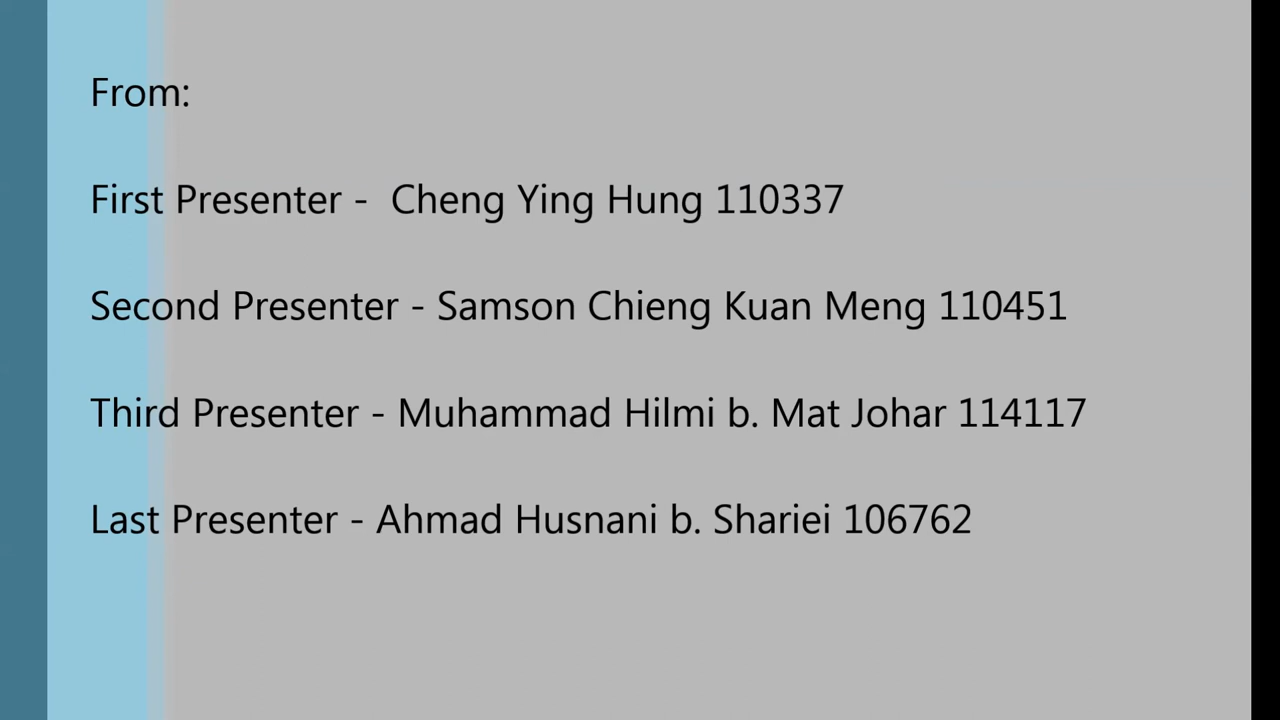 From:
First Presenter -  Cheng Ying Hung 110337
Second Presenter - Samson Chieng Kuan Meng 110451
Third Presenter - Muhammad Hilmi b. Mat Johar 114117
Last Presenter - Ahmad Husnani b. Shariei 106762